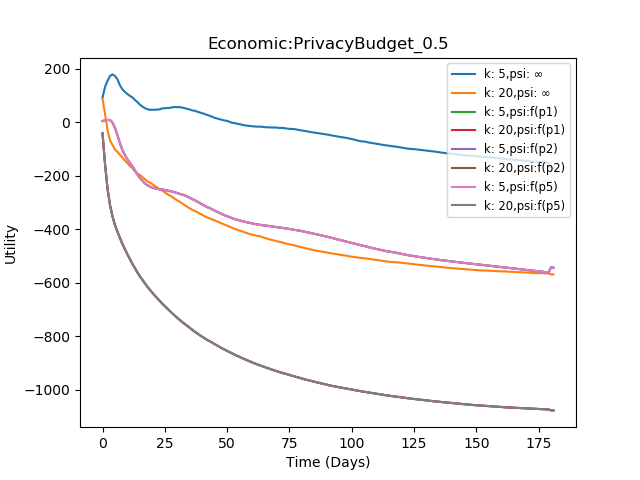 Economic:PrivacyBudget_0.5
200
0
−200
−400
−600
−800
−1000
Utility
0 25 50 75 100 125 150 175
Time (Days)
k: 5,psi: ∞
k: 20,psi: ∞
k: 5,psi:f(p1)
k: 20,psi:f(p1)
k: 5,psi:f(p2)
k: 20,psi:f(p2)
k: 5,psi:f(p5)
k: 20,psi:f(p5)